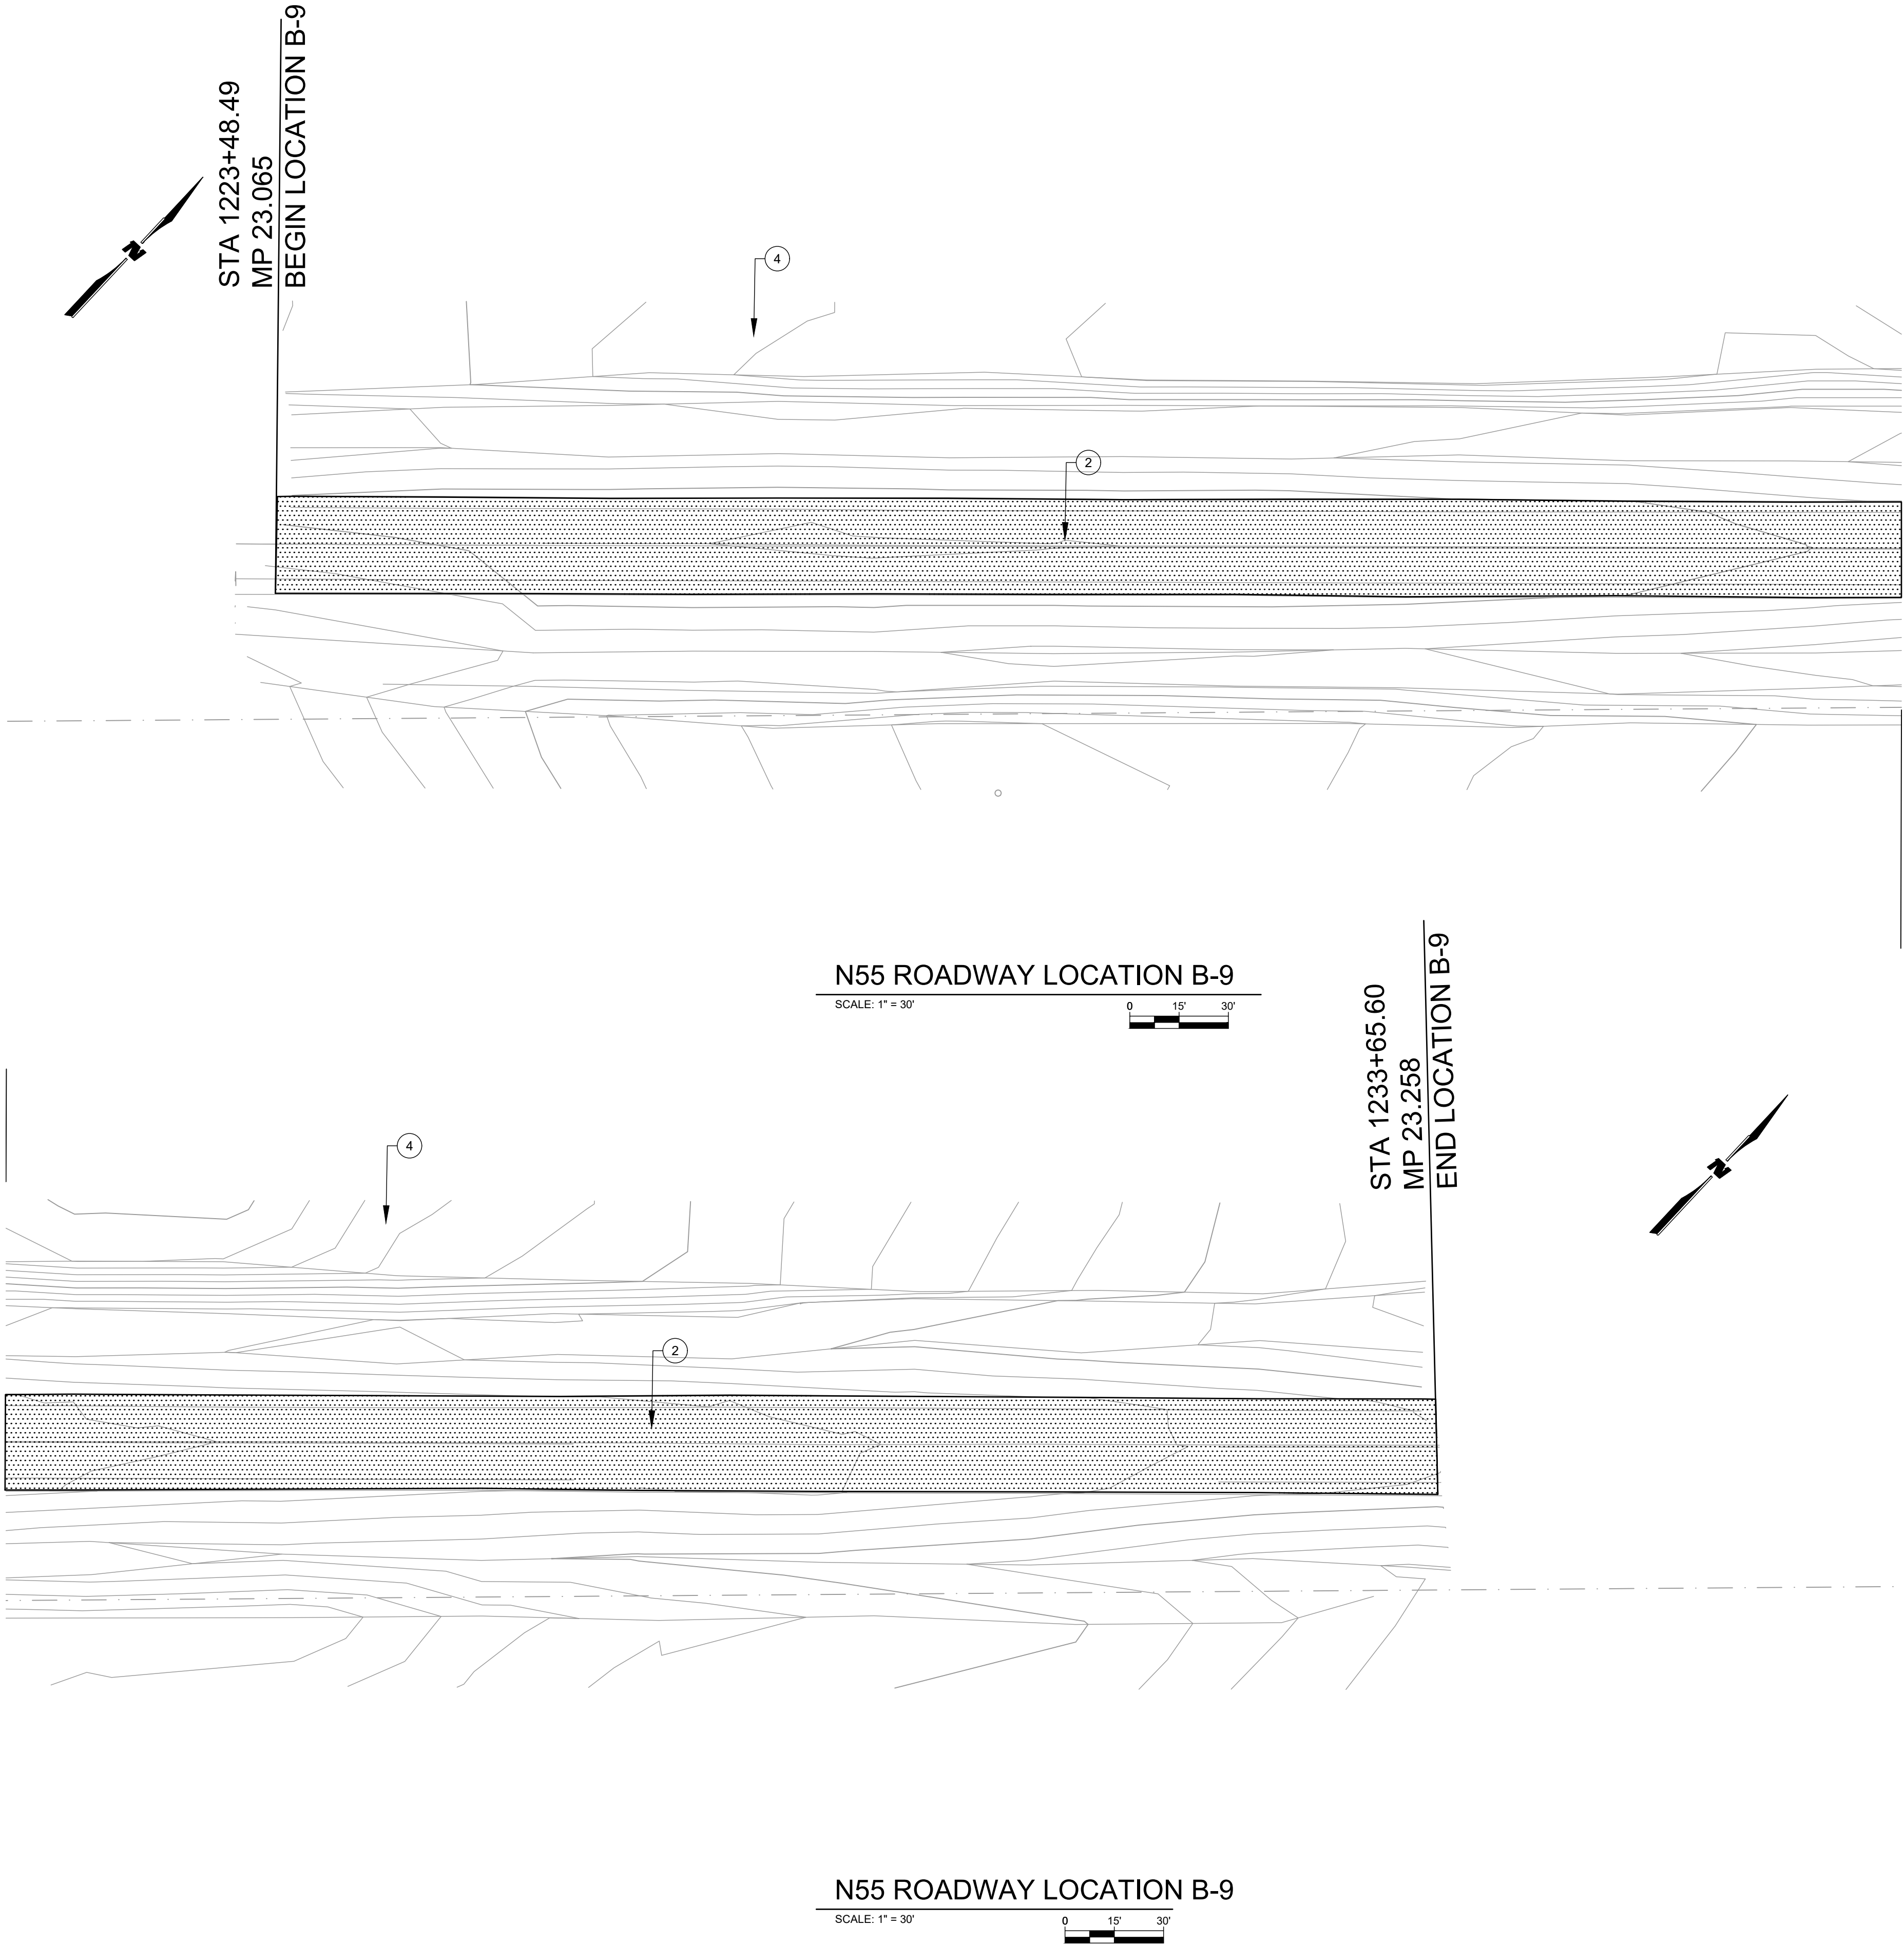 STA 1223+48.49
MP 23.065
BEGIN LOCATION B-9
N
4
2
N55 ROADWAY LOCATION B-9
SCALE: 1" = 30'
0 15' 30'
STA 1233+65.60
MP 23.258
END LOCATION B-9
N
4
2
N55 ROADWAY LOCATION B-9
SCALE: 1" = 30'
0 15' 30'